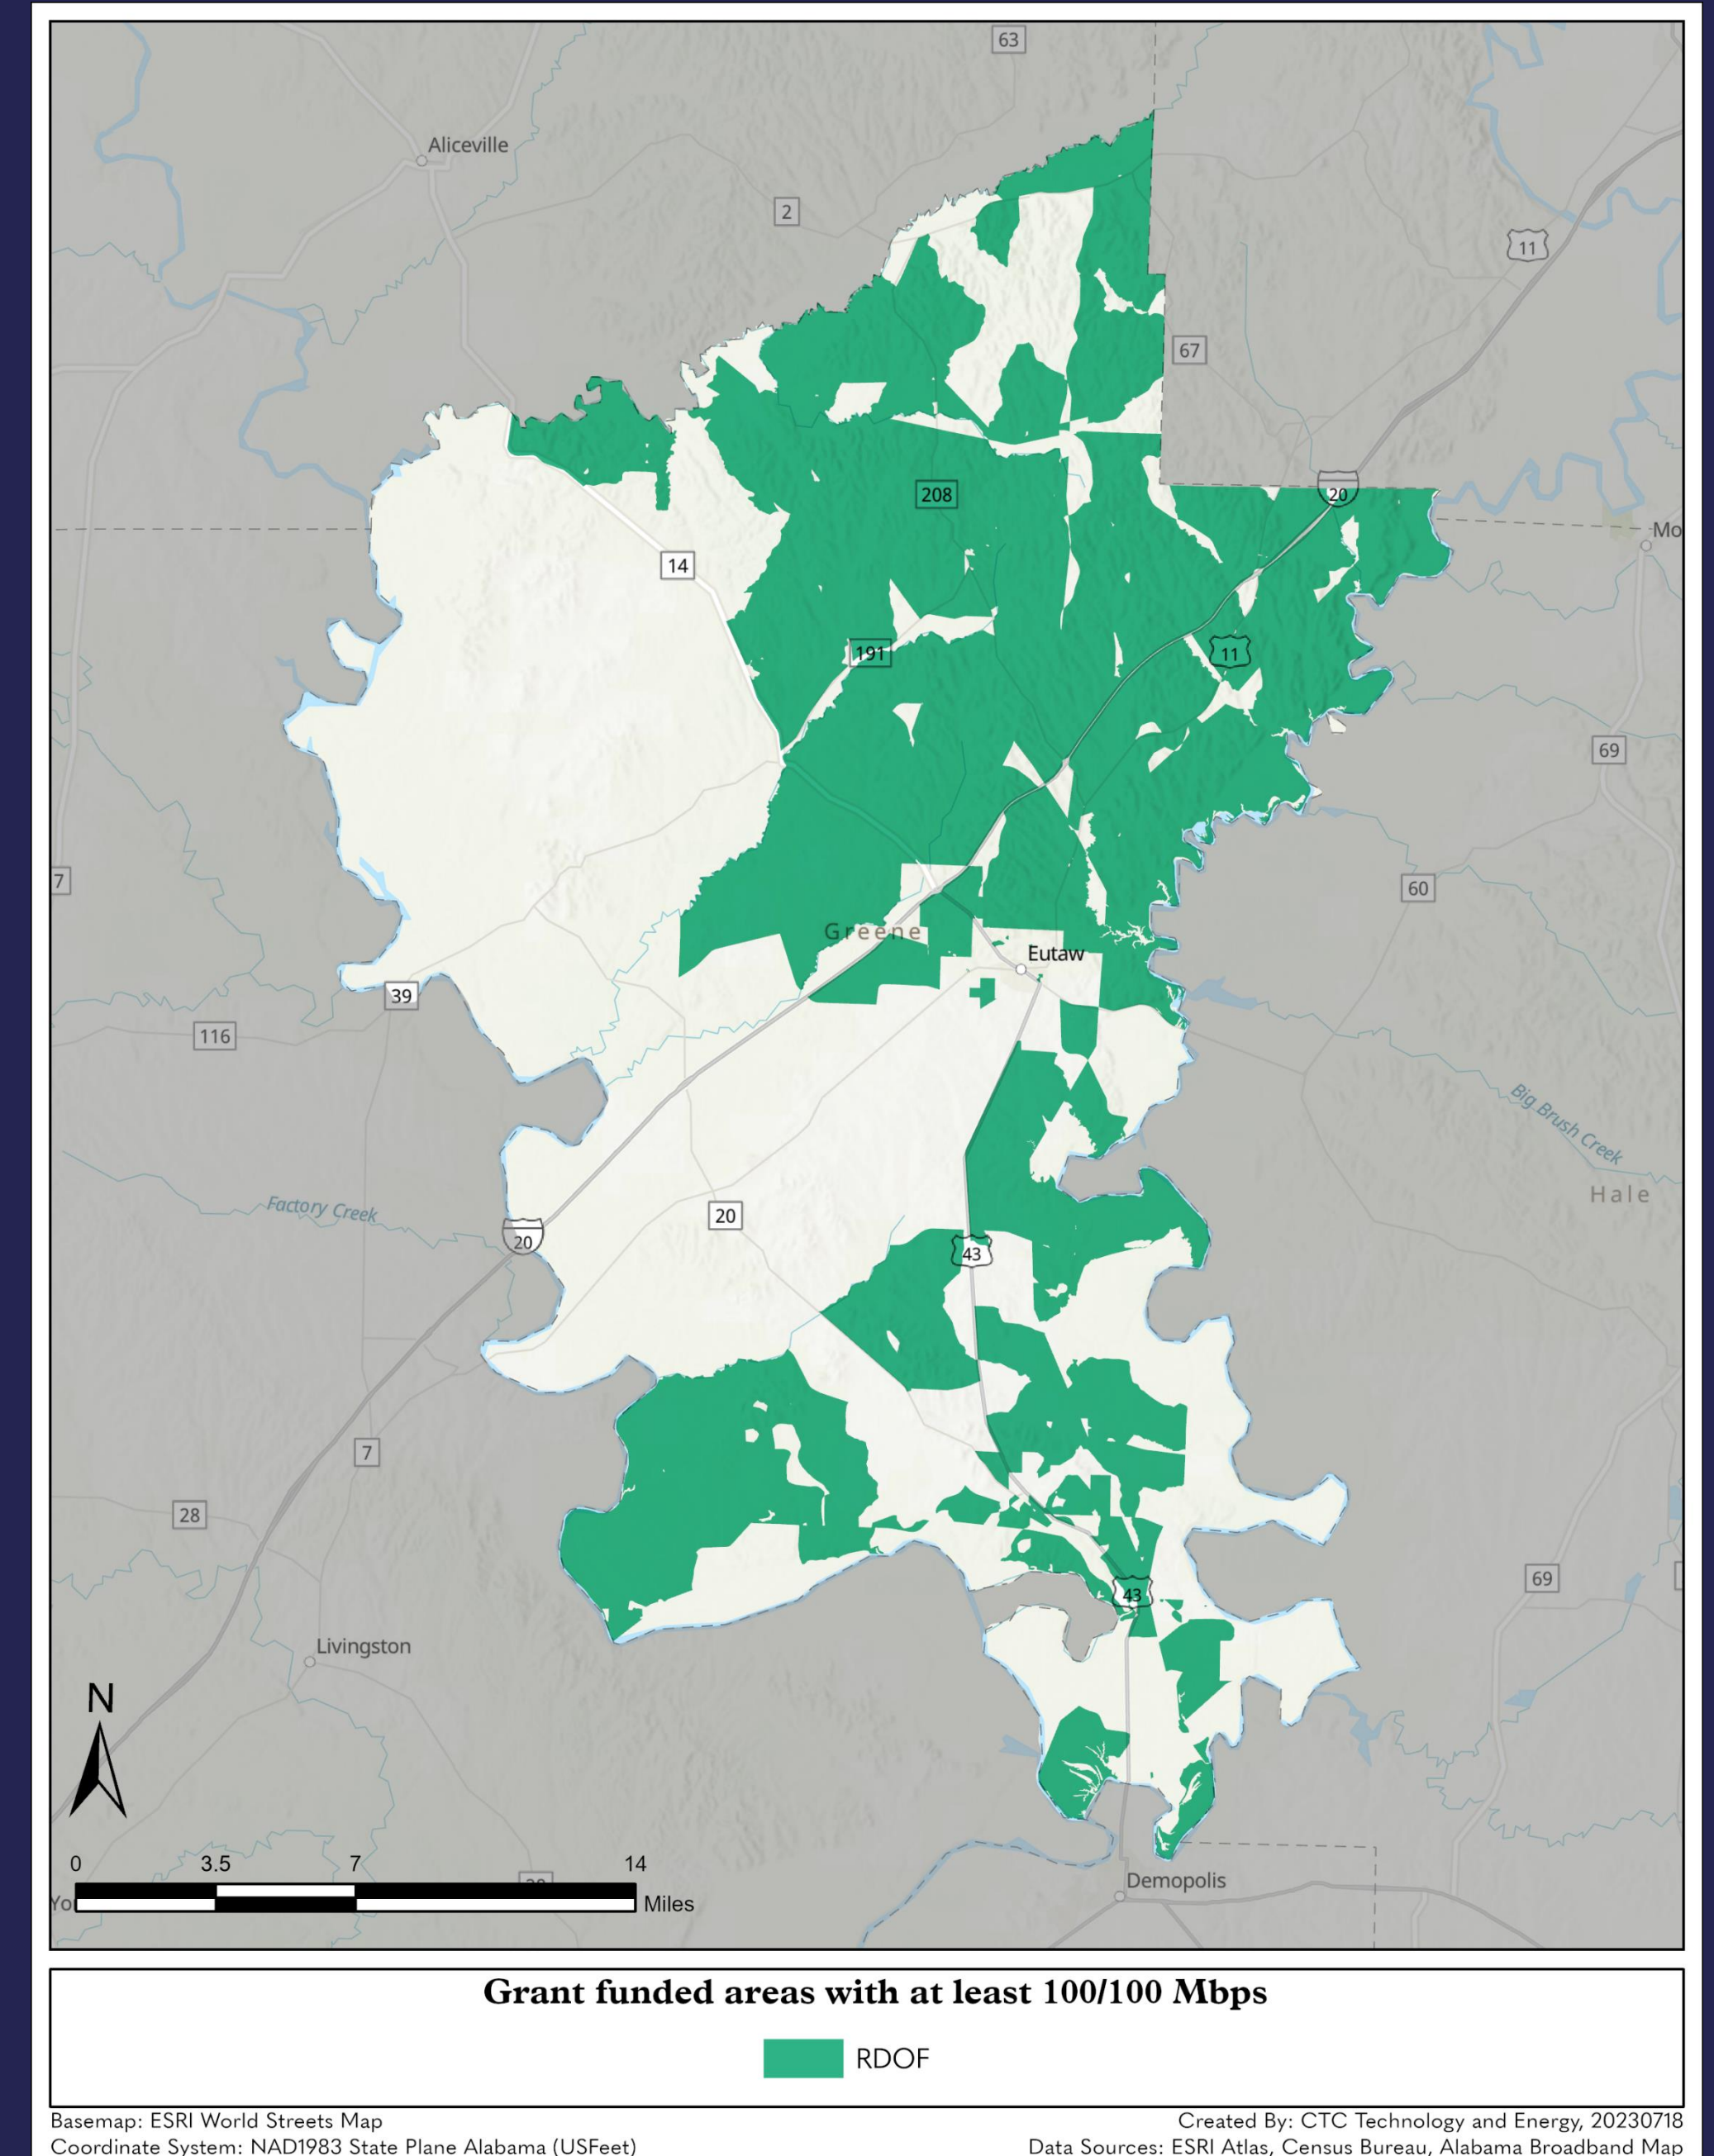 63
Aliceville
2
11
67
20
208
Mo
14
191
11
69
7
60
Greene
Eutaw
39
116
Big Brush Creek
Hale
Factory Creek
20
20
43
7
28
69
43
Livingston
N
0 3.5 7 14
Miles
Yo
Demopolis
Grant funded areas with at least 100/100 Mbps
RDOF
Basemap: ESRI World Streets Map
Created By: CTC Technology and Energy, 20230718
Coordinate System: NAD1983 State Plane Alabama (USFeet)
Data Sources: ESRI Atlas, Census Bureau, Alabama Broadband Map